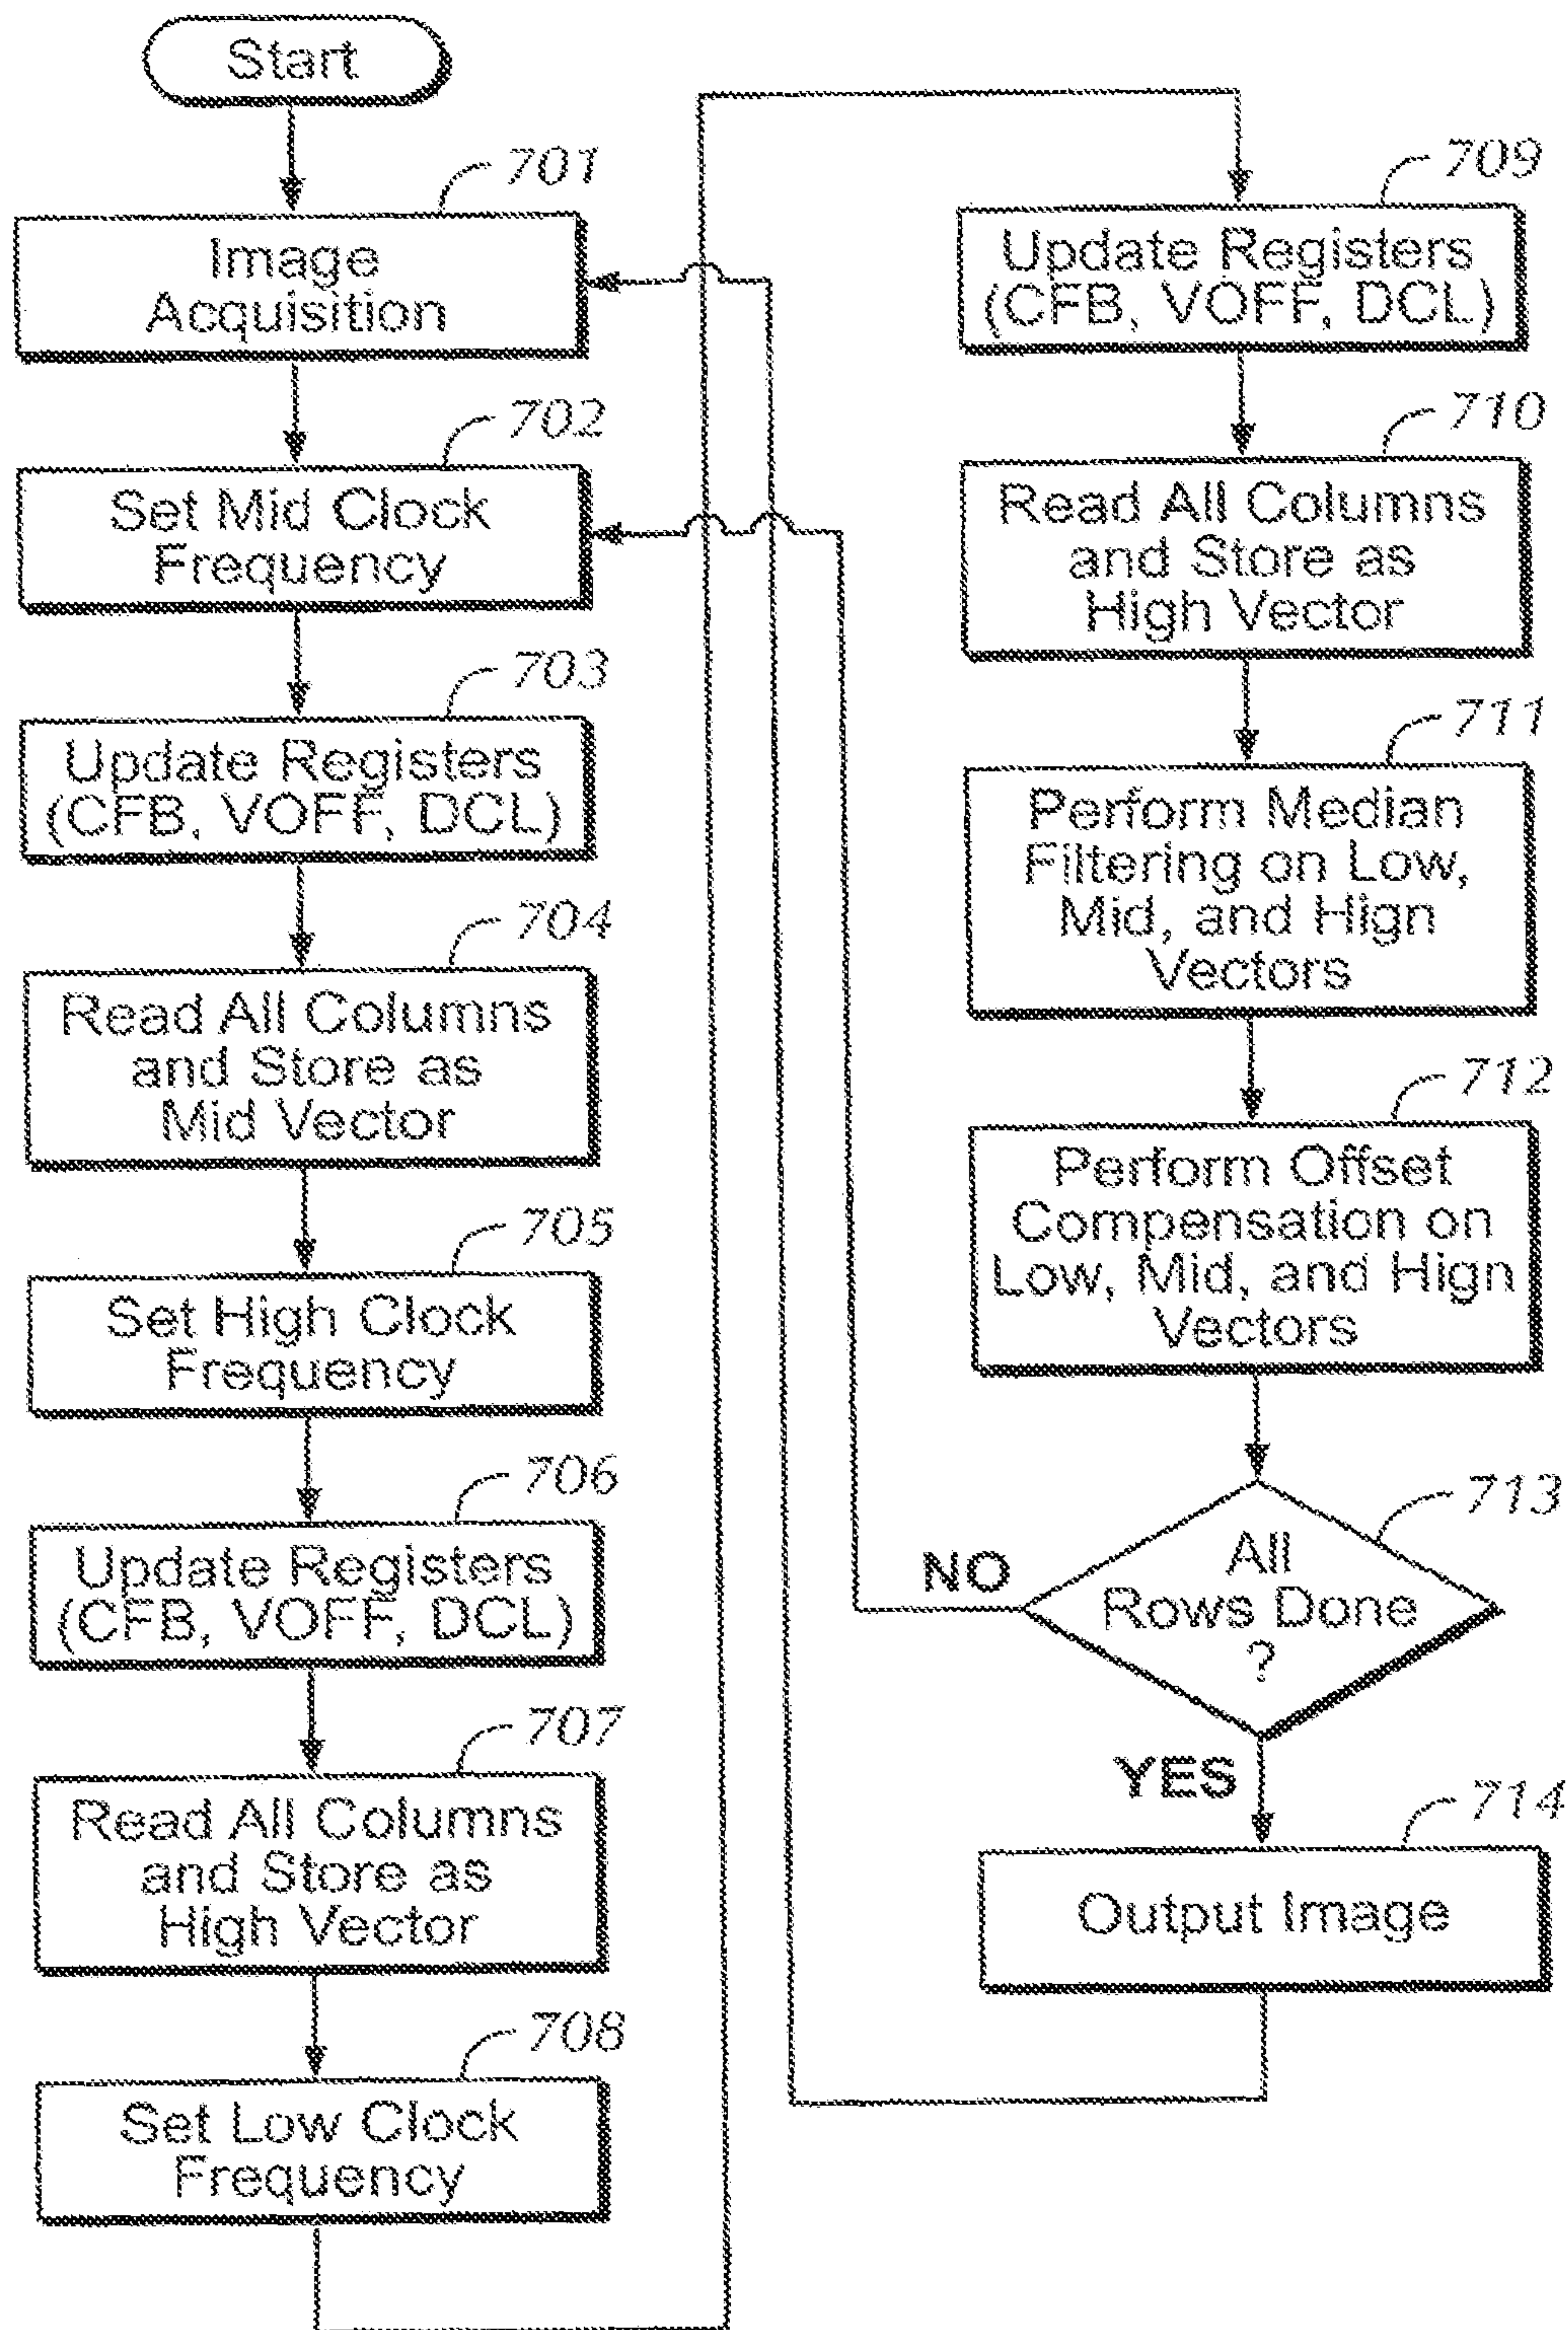 Start
701
Image
Acquisition
702
Set Mid Clock
Frequency
703
Update Registers
(CFB, VOFF, DCL)
704
Read All Columns
and Store as
Mid Vector
705
Set High Clock
Frequency
706
Update Registers
(CFB, VOFF, DCL)
707
Read All Columns
and Store as
High Vector
708
Set Low Clock
Frequency
709
Update Registers
(CFB, VOFF, DCL)
710
Read All Columns
and Store as
High Vector
711
Perform Median
Filtering on Low,
Mid, and Hign
Vectors
712
Perform Offset
Compensation on
Low, Mid, and Hign
Vectors
713
All
Rows Done
?
NO
YES
714
Output Image